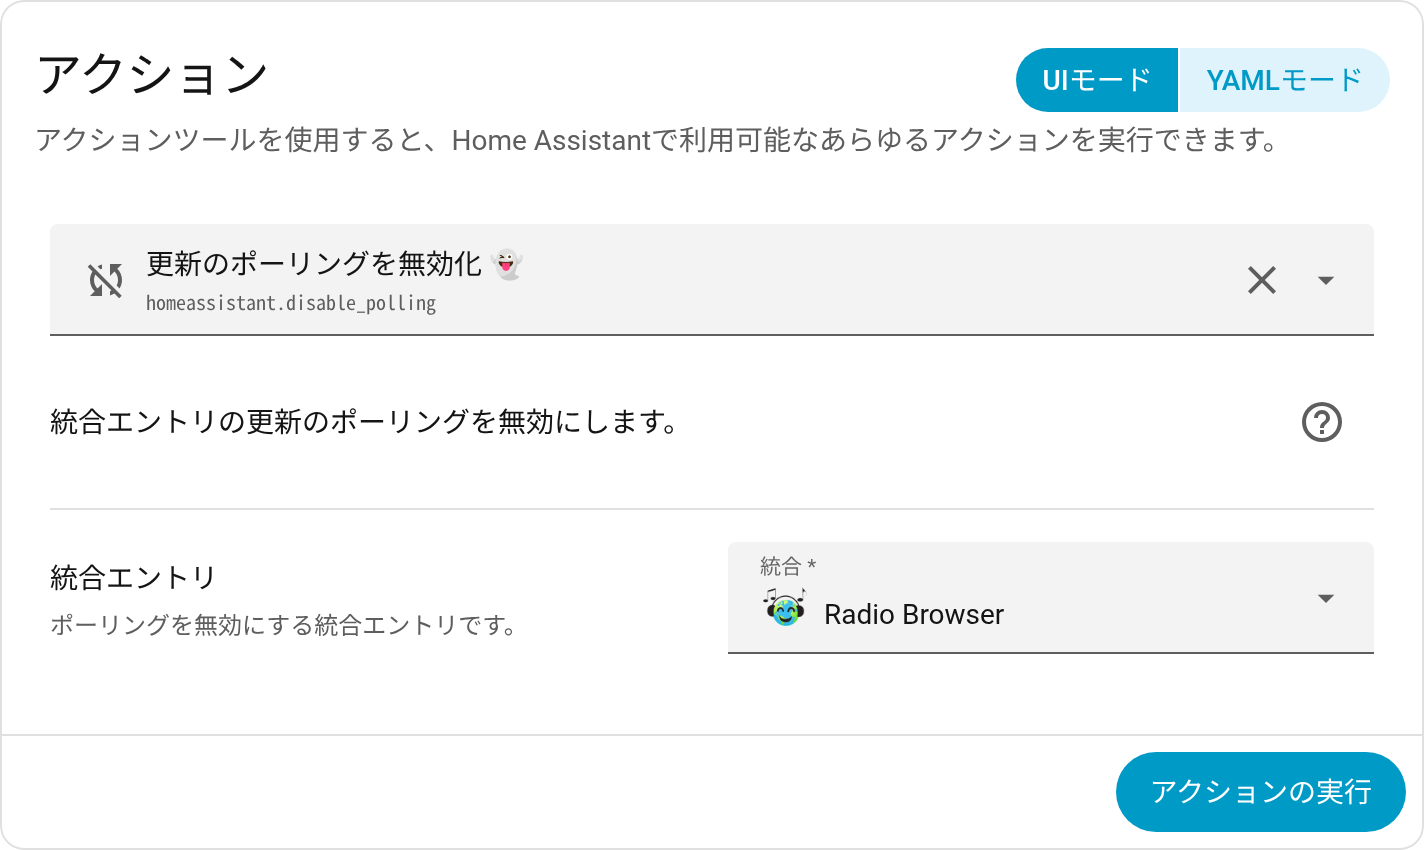 アクション
UIモード
YAMLモード
アクションツールを使用すると、Home Assistantで利用可能なあらゆるアクションを実行できます。
更新のポーリングを無効化 👻
homeassistant.disable_polling
統合エントリの更新のポーリングを無効にします。
統合エントリ
ポーリングを無効にする統合エントリです。
統合 *
Radio Browser
アクションの実行